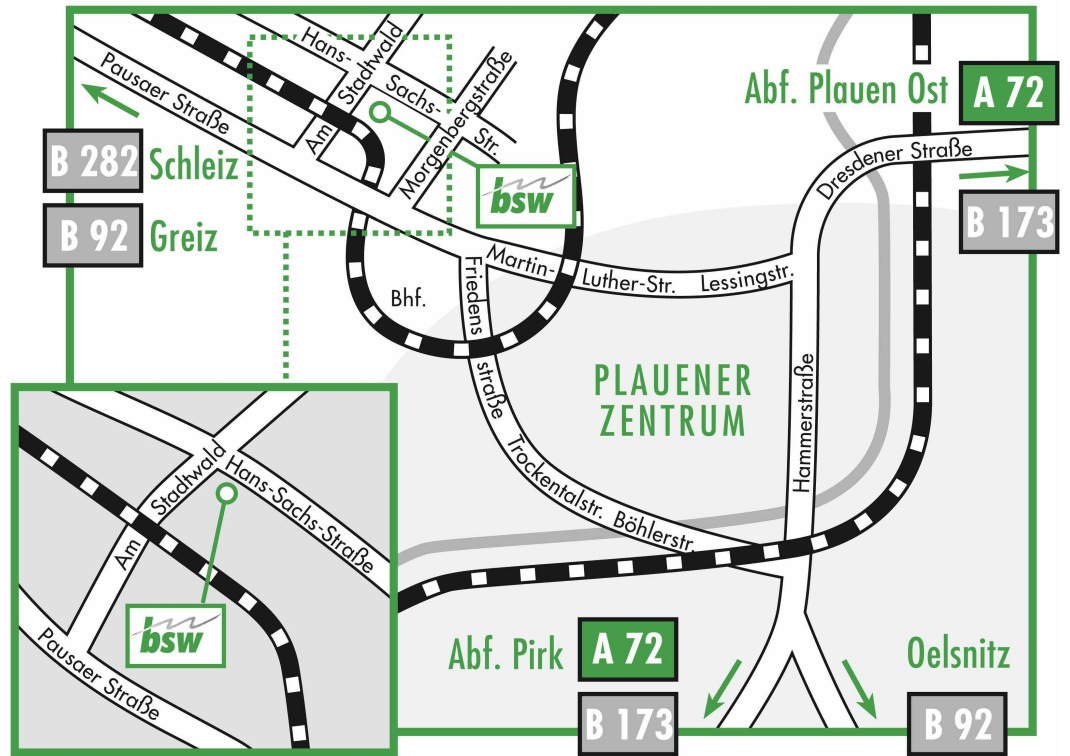 Hans-
Sachs-
Str.
Am
Stadtwald
Morgenbergstraße
Pausaer Straße
B 282 Schleiz
B 92 Greiz
bsw
Abf. Plauen Ost A 72
Dresdener Straße
B 173
Martin-
Luther-Str.
Lessingstr.
Friedens
straße
Bhf.
PLAUENER
ZENTRUM
Hammerstraße
Trockentalstr.
Böhlerstr.
Stadtwald
Hans-Sachs-Straße
Am
bsw
Pausaer Straße
Abf. Pirk A 72
B 173
Oelsnitz
B 92